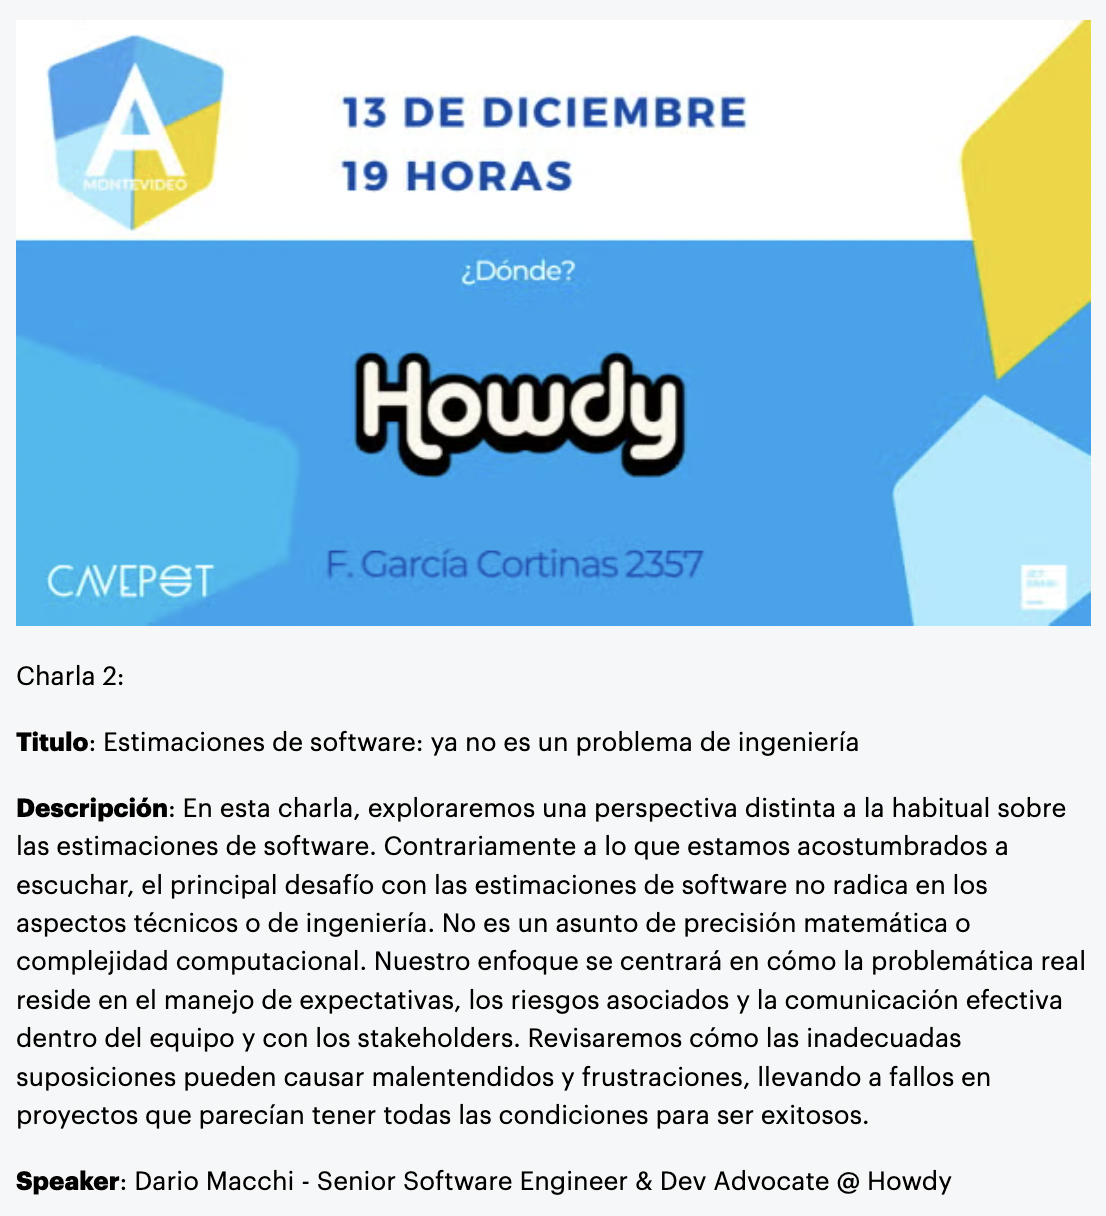 A
MONTEVIDEO
13 DE DICIEMBRE
19 HORAS
¿Dónde?
Howdy
F. García Cortinas 2357
CAVEPOT
Charla 2:
Titulo: Estimaciones de software: ya no es un problema de ingeniería
Descripción: En esta charla, exploraremos una perspectiva distinta a la habitual sobre
las estimaciones de software. Contrariamente a lo que estamos acostumbrados a
escuchar, el principal desafío con las estimaciones de software no radica en los
aspectos técnicos o de ingeniería. No es un asunto de precisión matemática o
complejidad computacional. Nuestro enfoque se centrará en cómo la problemática real
reside en el manejo de expectativas, los riesgos asociados y la comunicación efectiva
dentro del equipo y con los stakeholders. Revisaremos cómo las inadecuadas
suposiciones pueden causar malentendidos y frustraciones, llevando a fallos en
proyectos que parecían tener todas las condiciones para ser exitosos.
Speaker: Dario Macchi - Senior Software Engineer & Dev Advocate @ Howdy